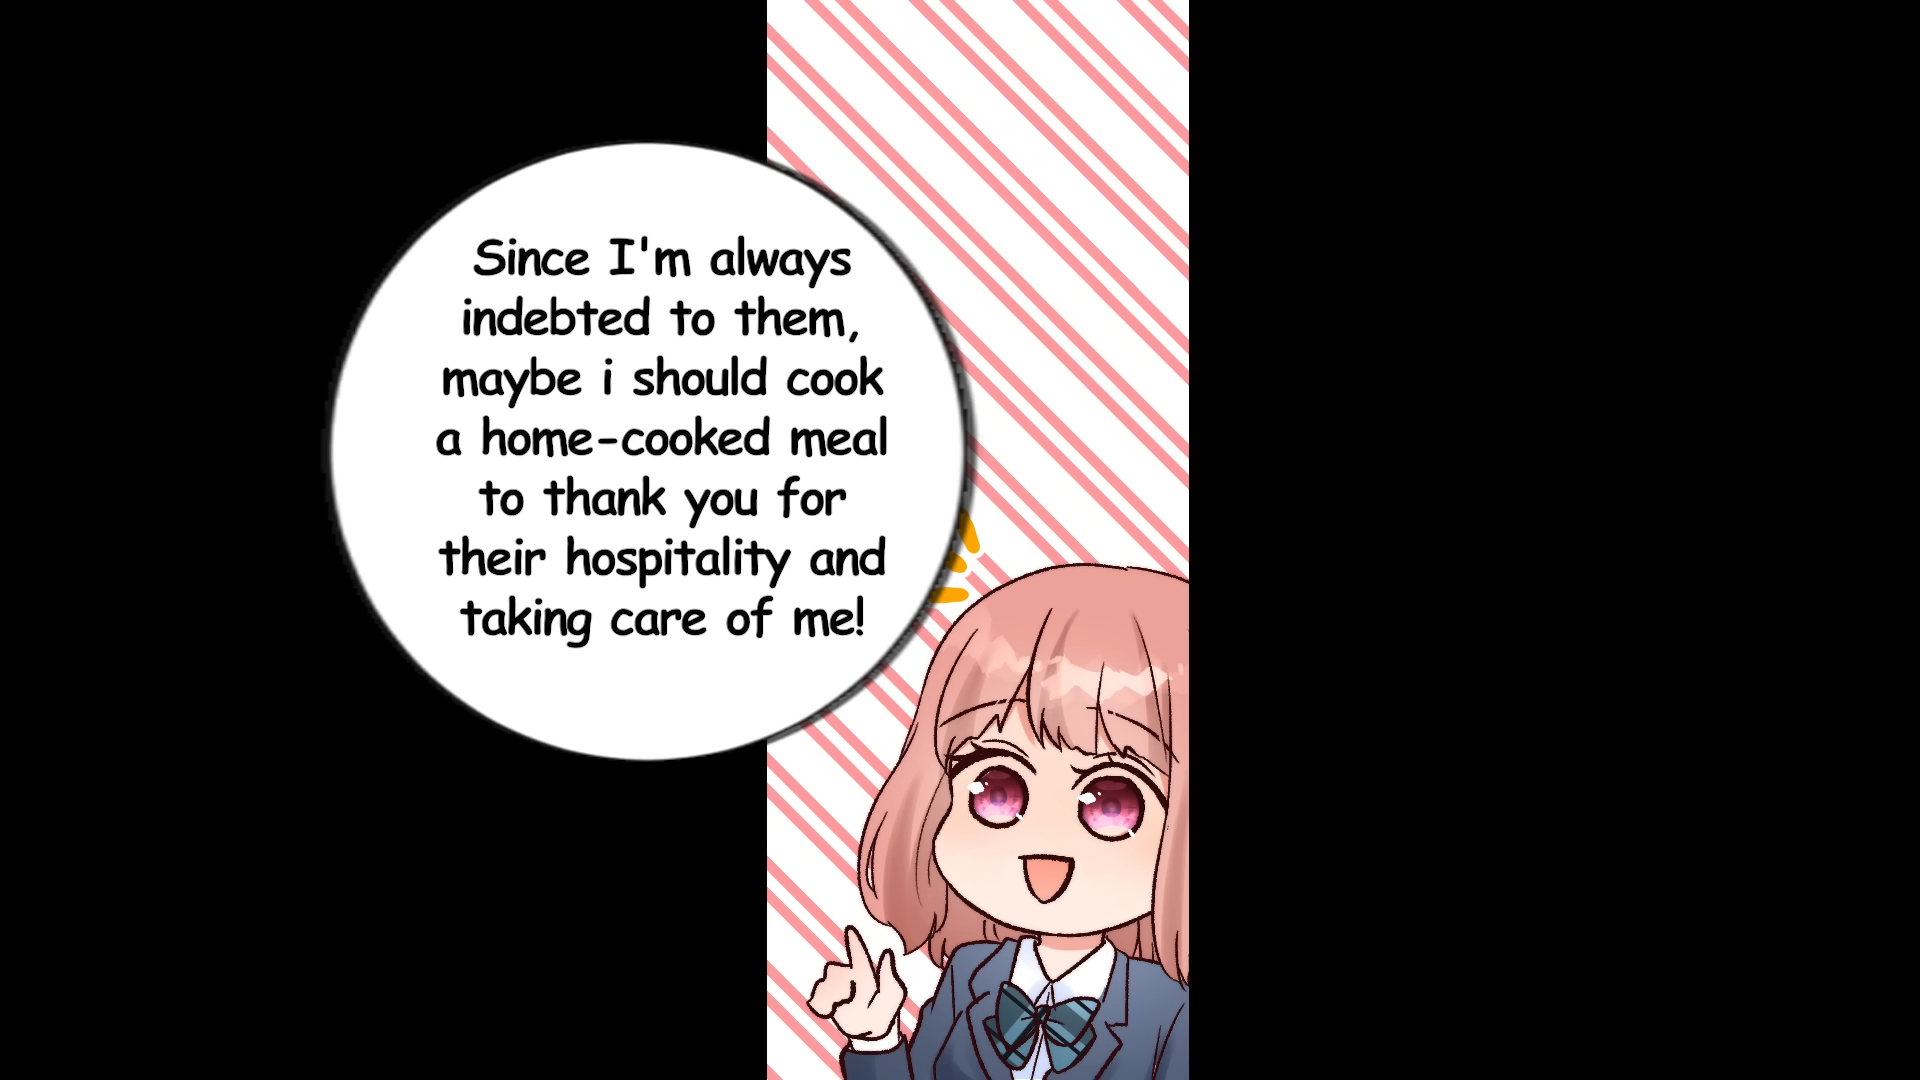 Since I'm always
indebted to them,
maybe i should cook
a home-cooked meal
to thank you for
their hospitality and
taking care of me!